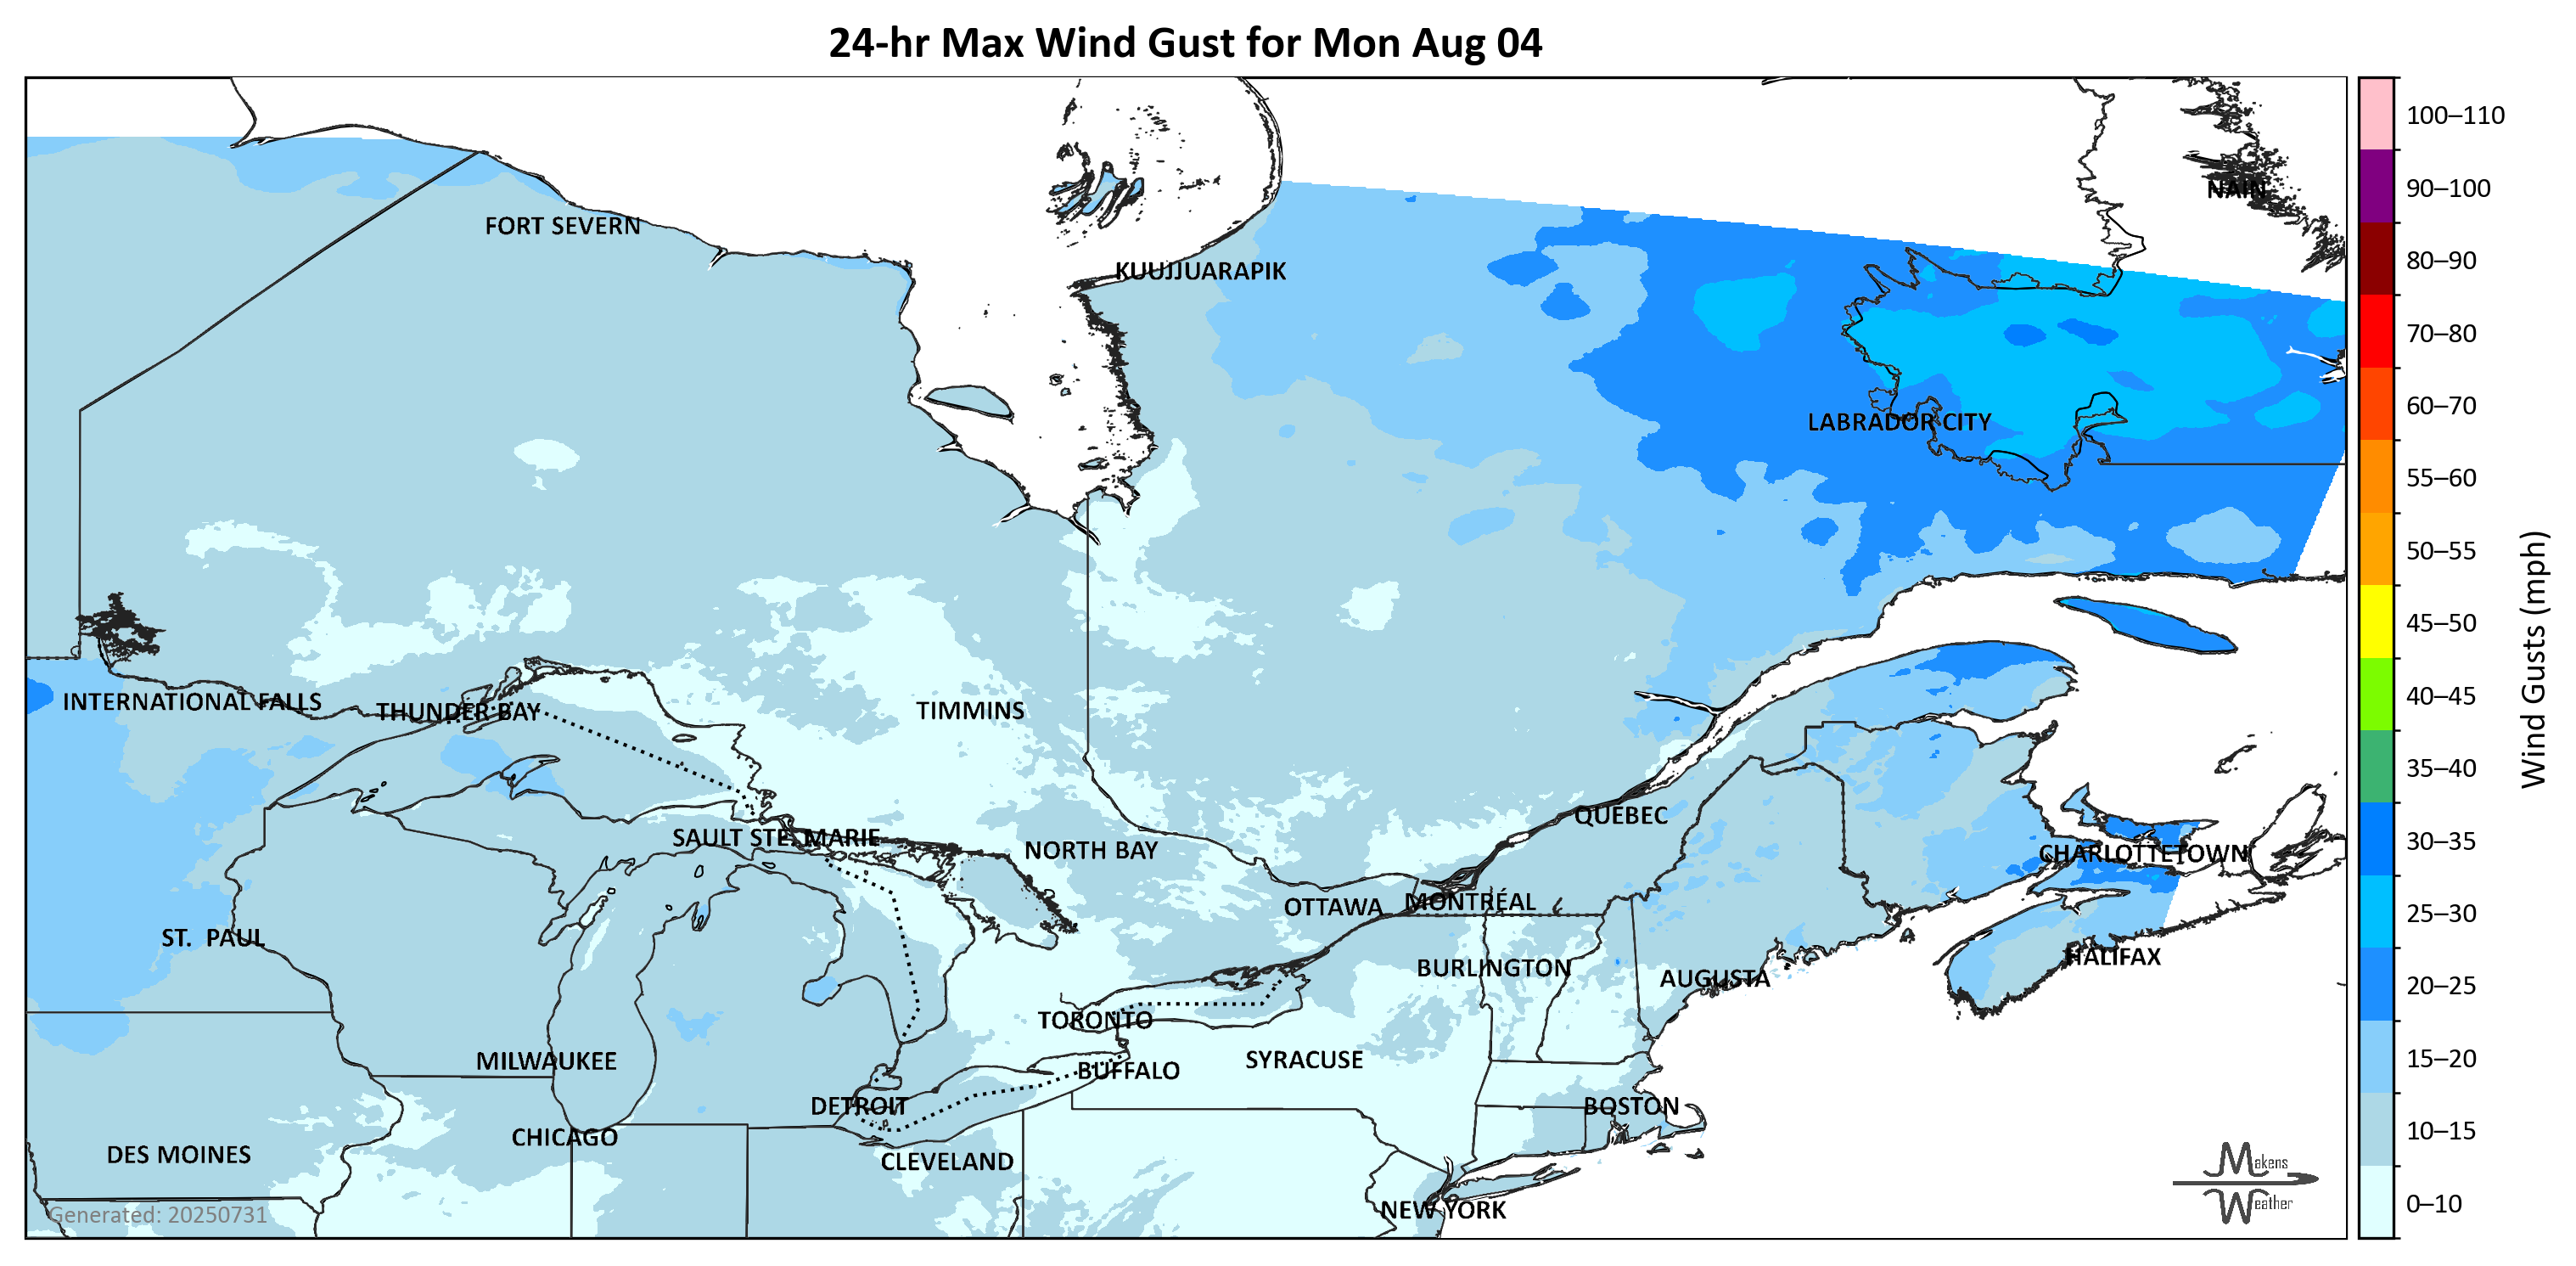 24-hr Max Wind Gust for Mon Aug 04
100–110
90–100
80–90
70–80
60–70
55–60
50–55
45–50
40–45
35–40
30–35
25–30
20–25
15–20
10–15
0–10
Wind Gusts (mph)
NAIN
FORT SEVERN
KUUJJUARAPIK
LABRADOR CITY
INTERNATIONAL FALLS
THUNDER BAY
TIMMINS
QUEBEC
SAULT STE. MARIE
NORTH BAY
CHARLOTTETOWN
OTTAWA
MONTRÉAL
ST. PAUL
HALIFAX
BURLINGTON
AUGUSTA
TORONTO
MILWAUKEE
SYRACUSE
BUFFALO
DETROIT
BOSTON
CHICAGO
DES MOINES
CLEVELAND
NEW YORK
Generated: 20250731
Makens
Weather